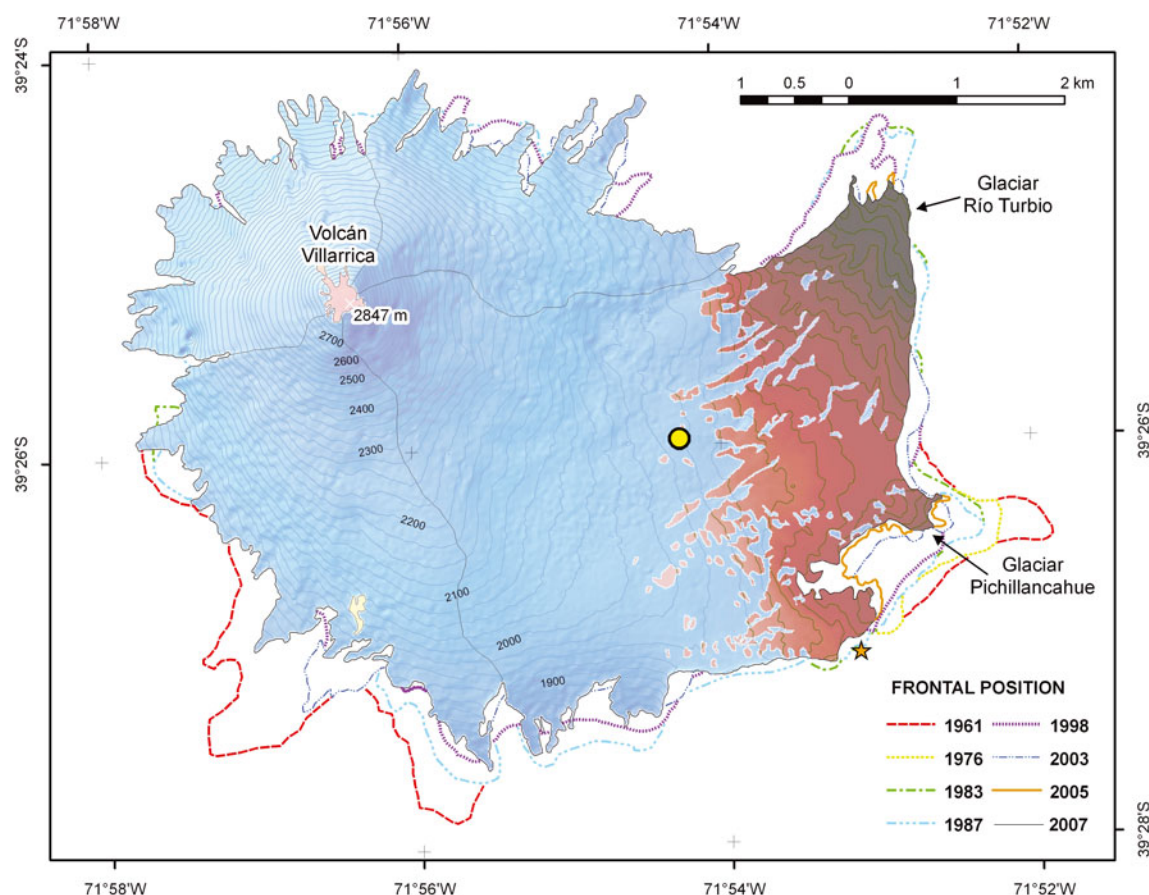 71°58'W 71°56'W 71°54'W 71°52'W
39°24'S
39°24'S
1 0.5 0 1 2 km
Glaciar
Río Turbio
Volcán
Villarrica
2847 m
2700
2600
2500
2400
2300
2200
2100
2000
1900
39°26'S
39°26'S
Glaciar
Pichillancahue
FRONTAL POSITION
1961 1998
1976 2003
1983 2005
1987 2007
39°28'S
71°58'W 71°56'W 71°54'W 71°52'W